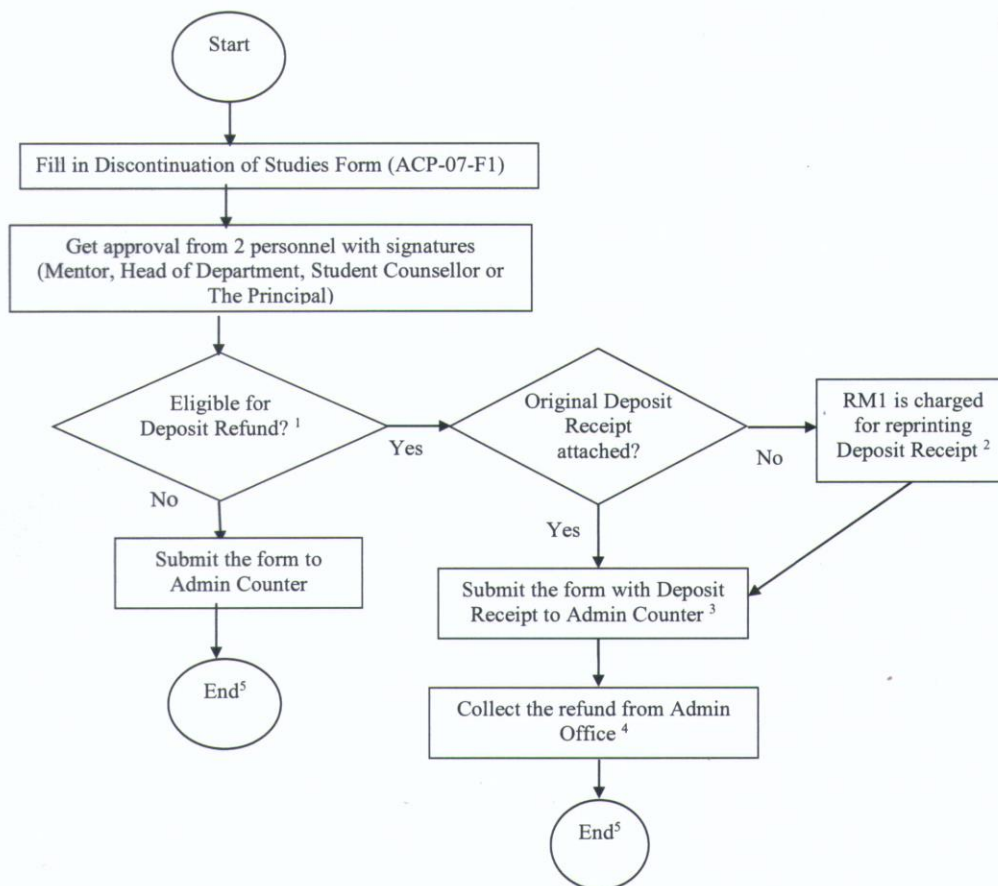 Start
Fill in Discontinuation of Studies Form (ACP-07-F1)
Get approval from 2 personnel with signatures
(Mentor, Head of Department, Student Counsellor or
The Principal)
Eligible for
Deposit Refund? ¹
Yes
No
Original Deposit
Receipt
attached?
No
Yes
RM1 is charged
for reprinting
Deposit Receipt ²
Submit the form to
Admin Counter
End⁵
Submit the form with Deposit
Receipt to Admin Counter ³
Collect the refund from Admin
Office ⁴
End⁵